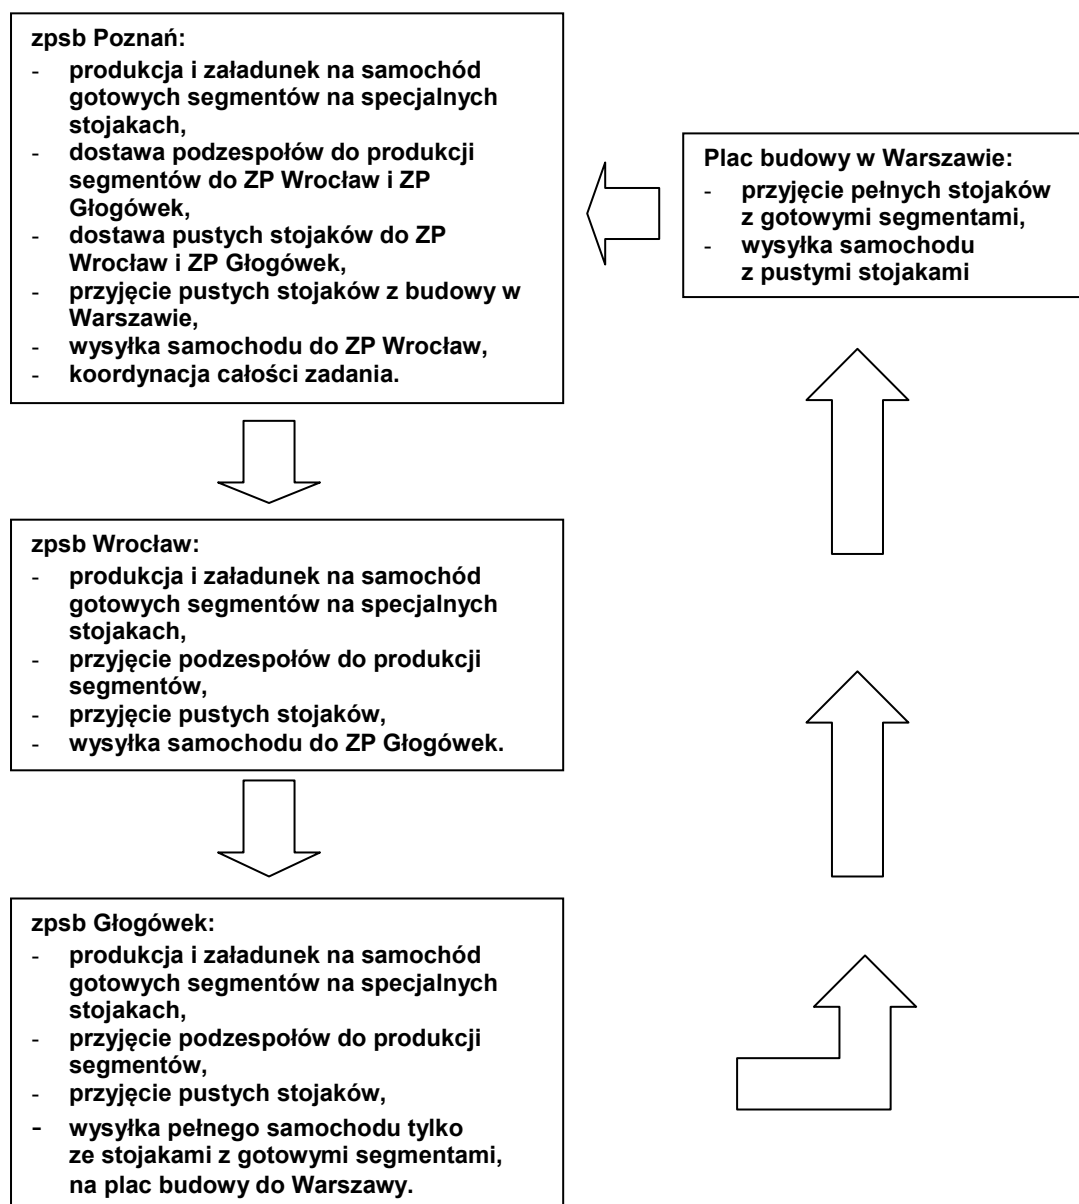 zpsb Poznań:
- produkcja i załadunek na samochód
gotowych segmentów na specjalnych
stojakach,
- dostawa podzespołów do produkcji
segmentów do ZP Wrocław i ZP
Głogówek,
- dostawa pustych stojaków do ZP
Wrocław i ZP Głogówek,
- przyjęcie pustych stojaków z budowy w
Warszawie,
- wysyłka samochodu do ZP Wrocław,
- koordynacja całości zadania.
Plac budowy w Warszawie:
- przyjęcie pełnych stojaków
z gotowymi segmentami,
- wysyłka samochodu
z pustymi stojakami
zpsb Wrocław:
- produkcja i załadunek na samochód
gotowych segmentów na specjalnych
stojakach,
- przyjęcie podzespołów do produkcji
segmentów,
- przyjęcie pustych stojaków,
- wysyłka samochodu do ZP Głogówek.
zpsb Głogówek:
- produkcja i załadunek na samochód
gotowych segmentów na specjalnych
stojakach,
- przyjęcie podzespołów do produkcji
segmentów,
- przyjęcie pustych stojaków,
- wysyłka pełnego samochodu tylko
ze stojakami z gotowymi segmentami,
na plac budowy do Warszawy.